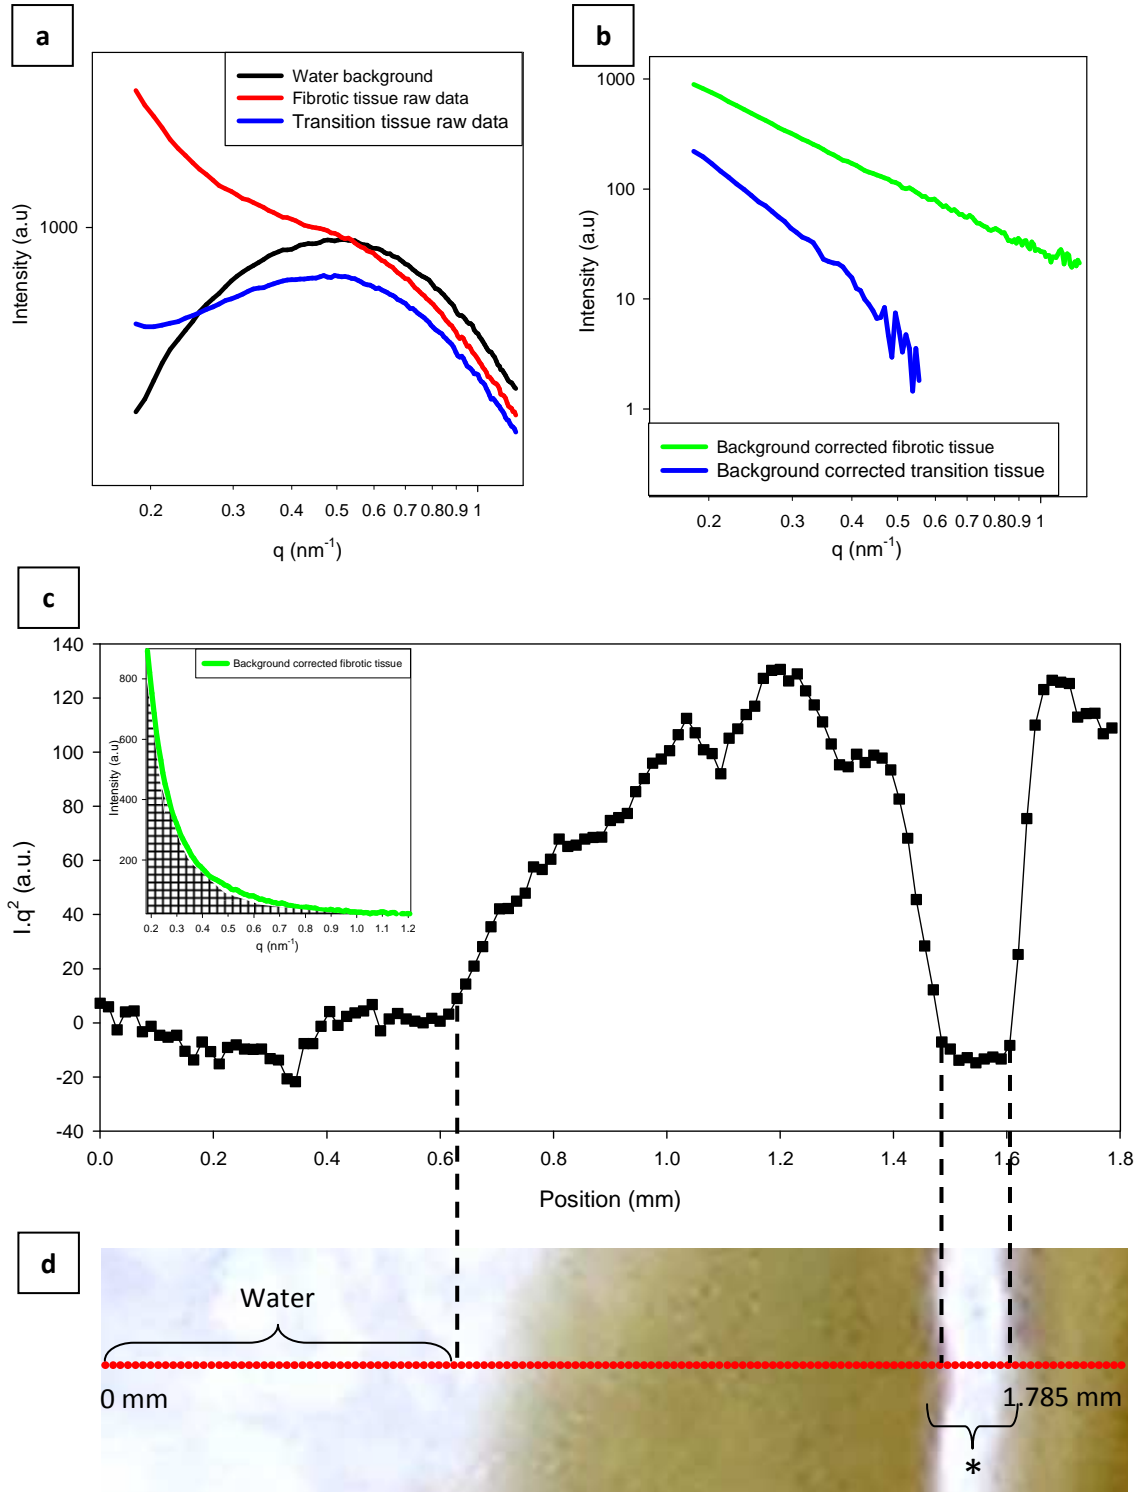 a
Water background
Fibrotic tissue raw data
Transition tissue raw data
1000
Intensity (a.u)
0.2 0.3 0.4 0.5 0.6 0.7 0.8 0.9 1
q (nm-1)
b
1000
100
10
1
Intensity (a.u)
Background corrected fibrotic tissue
Background corrected transition tissue
0.2 0.3 0.4 0.5 0.6 0.7 0.8 0.9 1
q (nm-1)
c
140
120
100
80
60
40
20
0
-20
-40
I.q2 (a.u.)
Background corrected fibrotic tissue
800
600
400
200
Intensity (a.u)
0.2 0.3 0.4 0.5 0.6 0.7 0.8 0.9 1.0 1.1 1.2
q (nm-1)
0.0 0.2 0.4 0.6 0.8 1.0 1.2 1.4 1.6 1.8
Position (mm)
d
Water
0 mm
1.785 mm
*